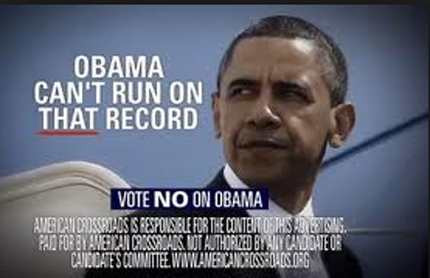 OBAMA
CAN'T RUN ON
THAT RECORD
VOTE NO ON OBAMA
AMERICAN CROSSROADS IS RESPONSIBLE FOR THE CONTENT OF THIS ADVERTISING.
PAID FOR BY AMERICAN CROSSROADS. NOT AUTHORIZED BY ANY CANDIDATE OR
CANDIDATE'S COMMITTEE. WWW.AMERICANCROSSROADS.ORG